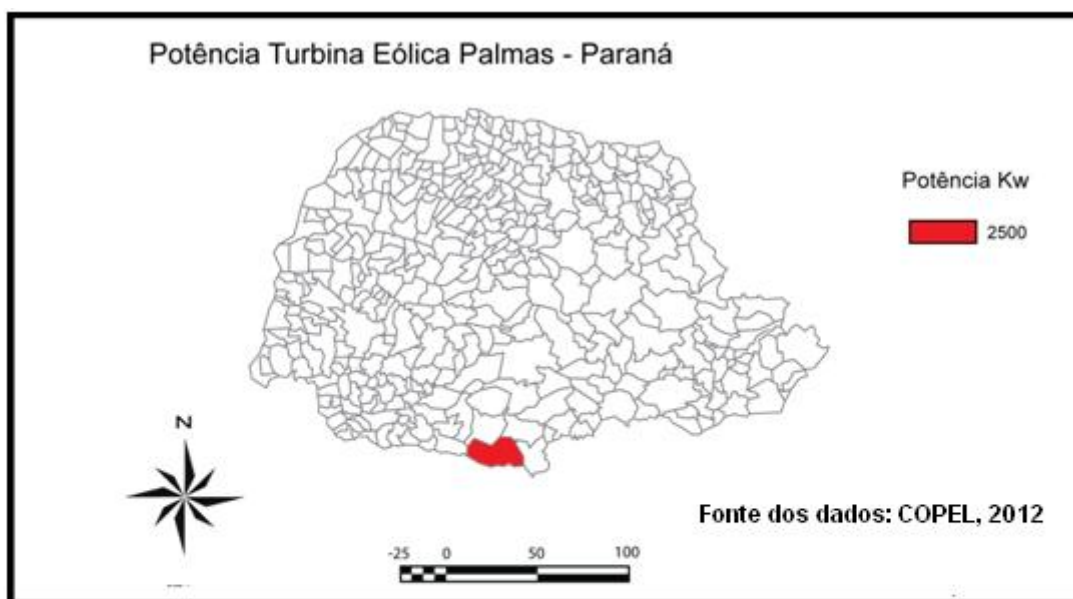 Potência Turbina Eólica Palmas - Paraná
Potência Kw
2500
N
Fonte dos dados: COPEL, 2012
-25 0 50 100